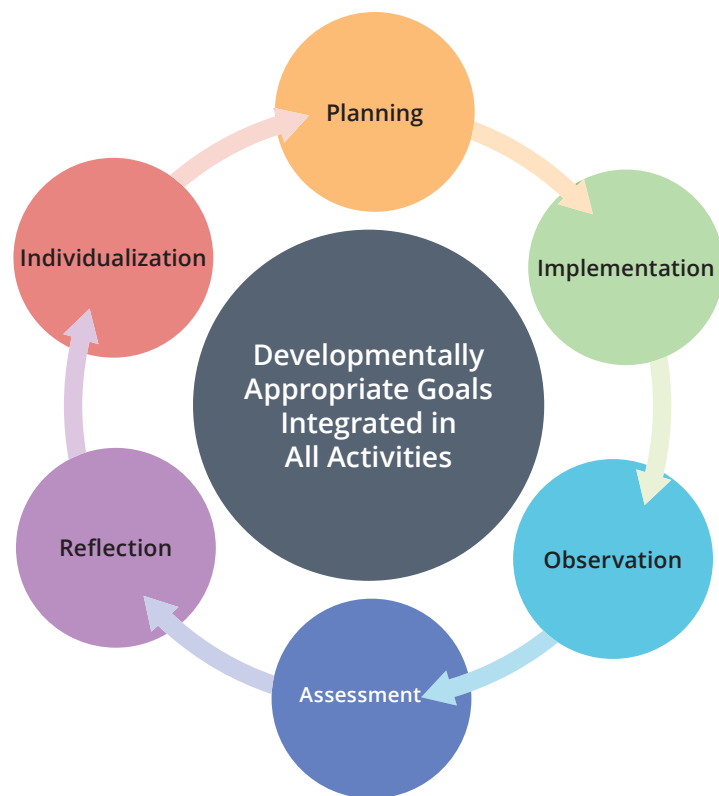 Planning
Implementation
Observation
Assessment
Reflection
Individualization
Developmentally
Appropriate Goals
Integrated in
All Activities